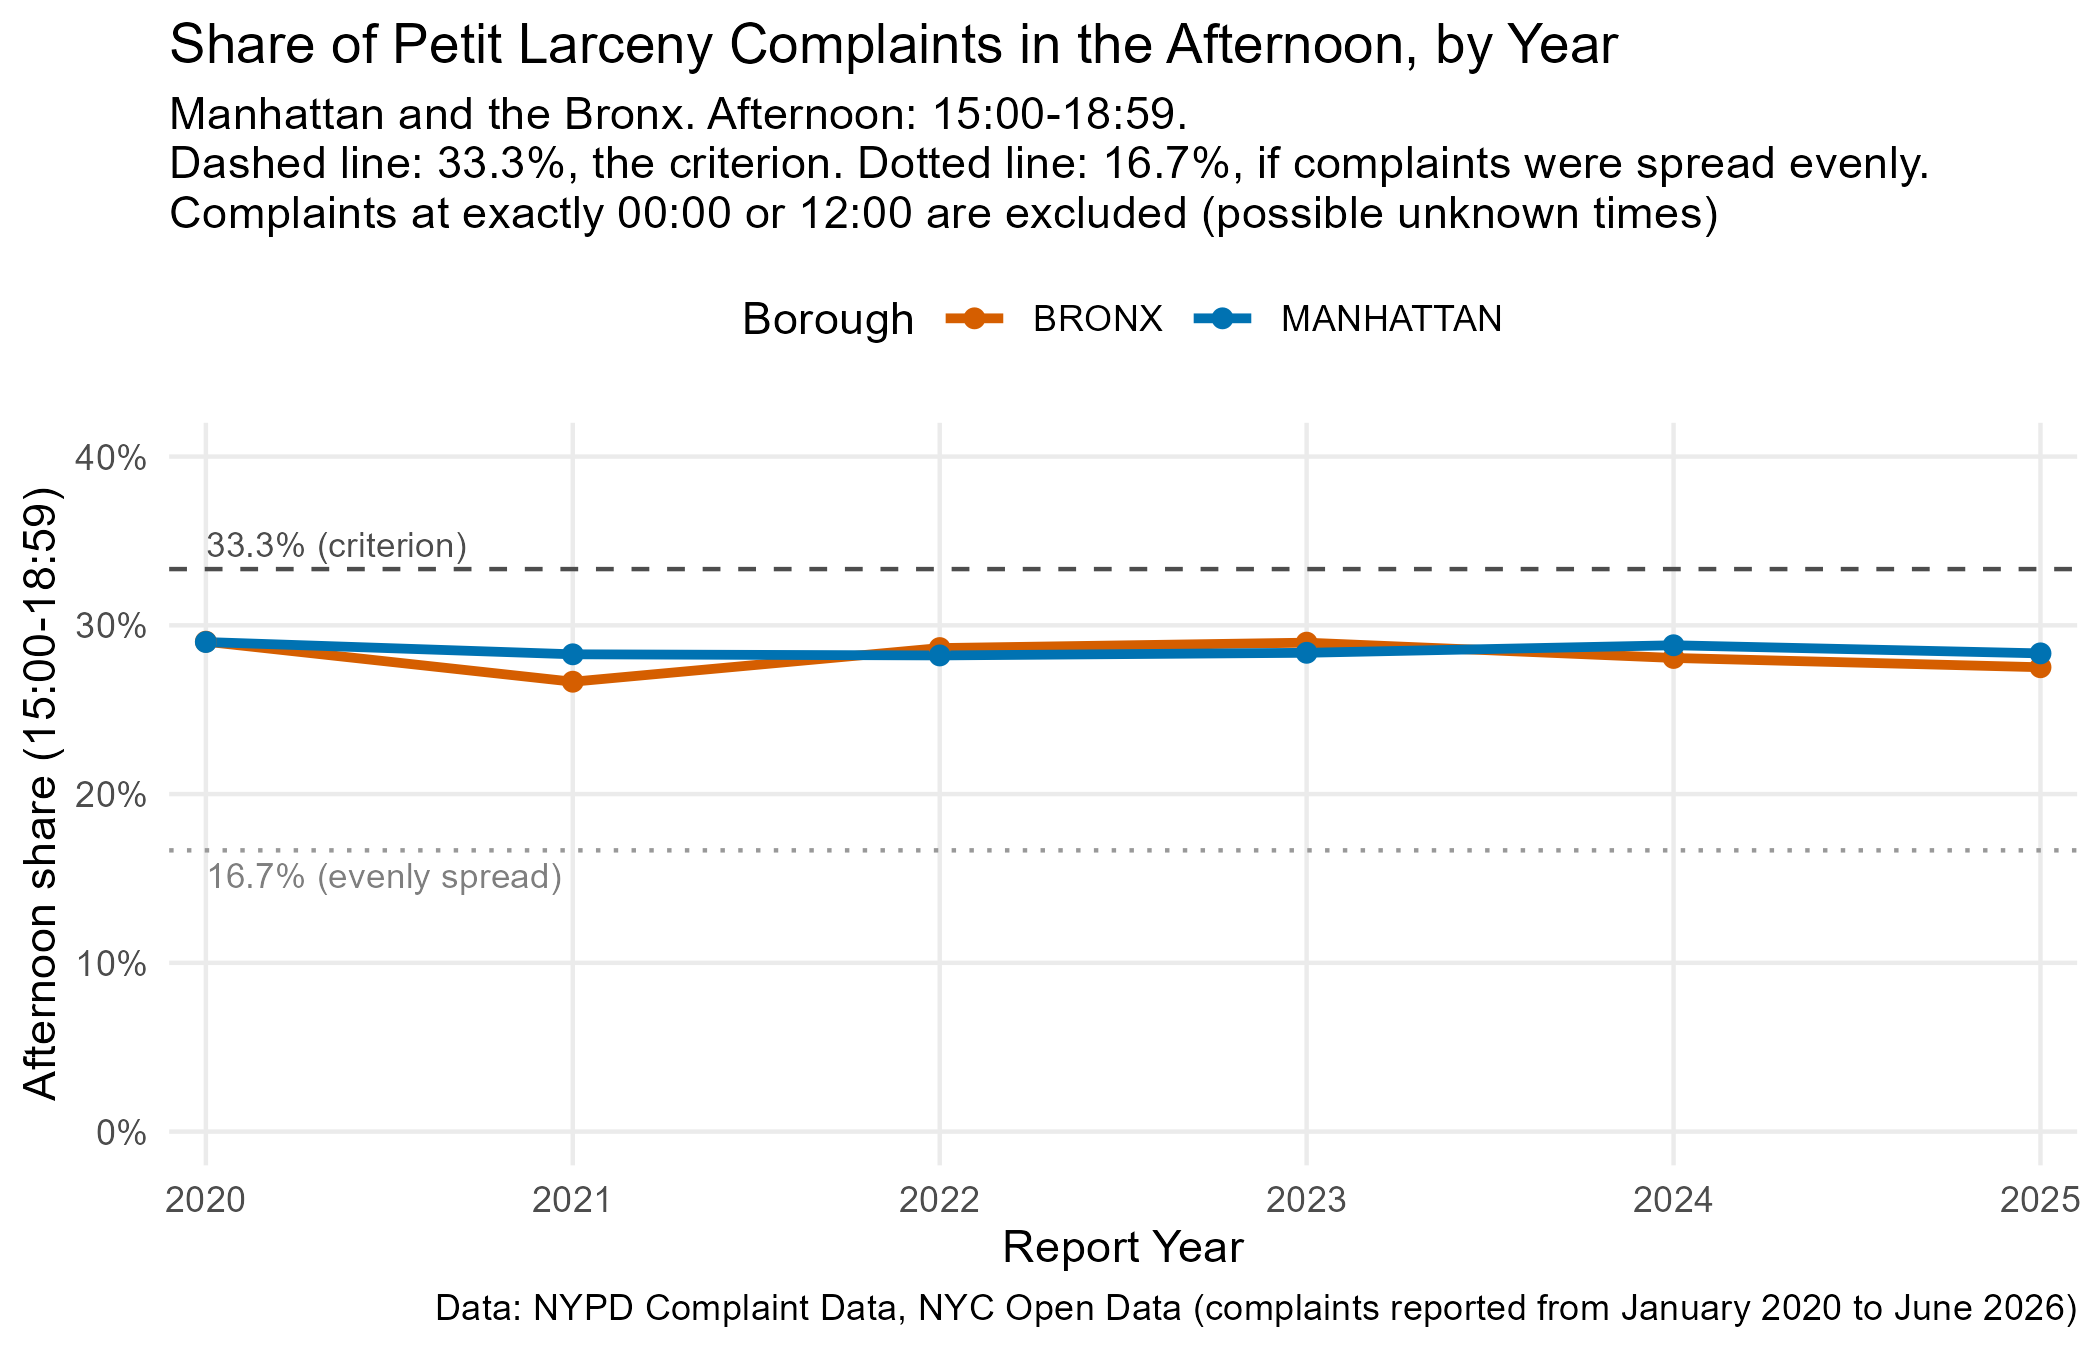 Share of Petit Larceny Complaints in the Afternoon, by Year
Manhattan and the Bronx. Afternoon: 15:00-18:59.
Dashed line: 33.3%, the criterion. Dotted line: 16.7%, if complaints were spread evenly.
Complaints at exactly 00:00 or 12:00 are excluded (possible unknown times)
Borough BRONX MANHATTAN
Afternoon share (15:00-18:59)
40%
33.3% (criterion)
30%
20%
16.7% (evenly spread)
10%
0%
2020 2021 2022 2023 2024 2025
Report Year
Data: NYPD Complaint Data, NYC Open Data (complaints reported from January 2020 to June 2026)